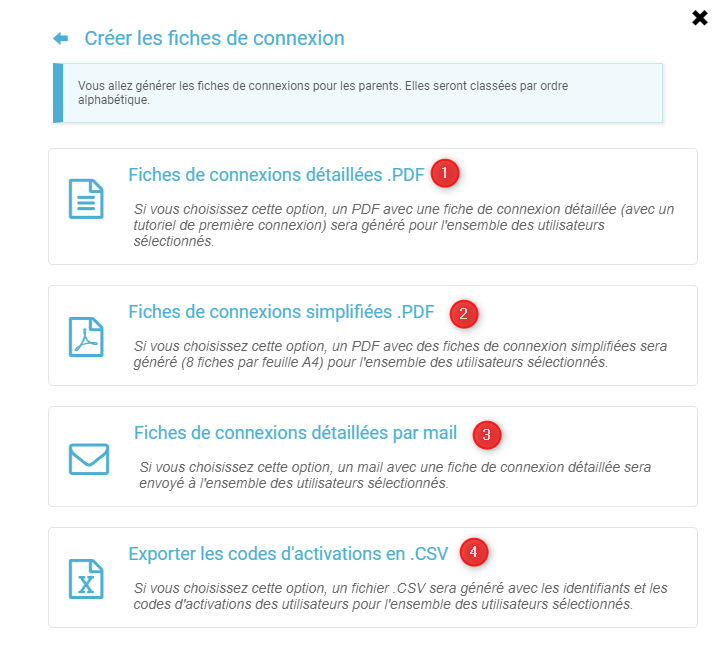 Créer les fiches de connexion
Vous allez générer les fiches de connexions pour les parents. Elles seront classées par ordre
alphabétique.
Fiches de connexions détaillées .PDF 1
Si vous choisissez cette option, un PDF avec une fiche de connexion détaillée (avec un
tutoriel de première connexion) sera généré pour l'ensemble des utilisateurs
sélectionnés.
Fiches de connexions simplifiées .PDF 2
Si vous choisissez cette option, un PDF avec des fiches de connexion simplifiées sera
généré (8 fiches par feuille A4) pour l'ensemble des utilisateurs sélectionnés.
Fiches de connexions détaillées par mail 3
Si vous choisissez cette option, un mail avec une fiche de connexion détaillée sera
envoyé à l'ensemble des utilisateurs sélectionnés.
Exporter les codes d'activations en .CSV 4
X
Si vous choisissez cette option, un fichier .CSV sera généré avec les identifiants et les
codes d'activations des utilisateurs pour l'ensemble des utilisateurs sélectionnés.